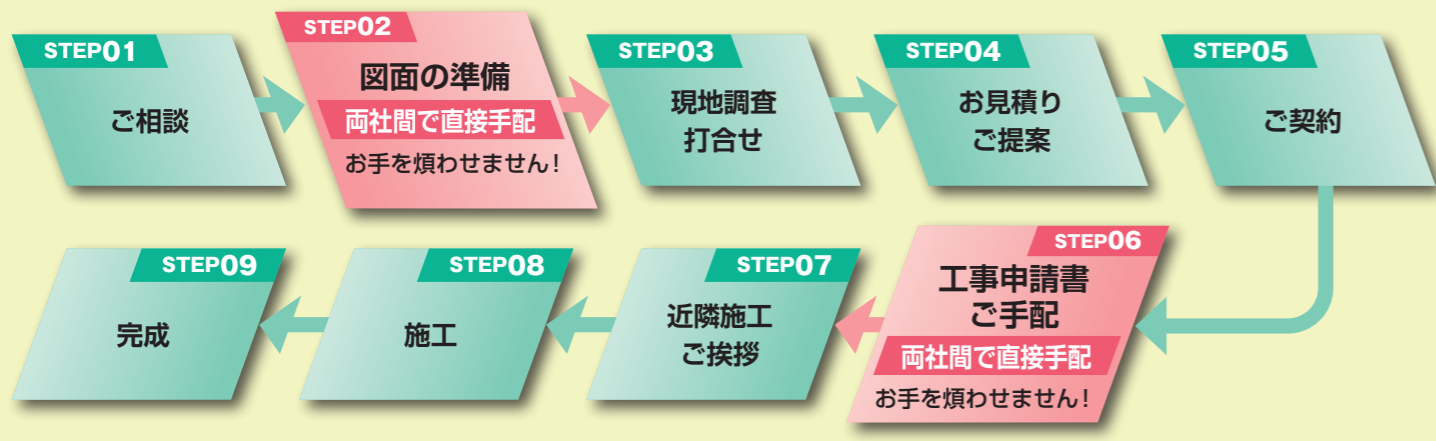 STEP01
ご相談
STEP02
図面の準備
両社間で直接手配
お手を煩わせません!
STEP03
現地調査
打合せ
STEP04
お見積り
ご提案
STEP05
ご契約
STEP06
工事申請書
ご手配
両社間で直接手配
お手を煩わせません!
STEP07
近隣施工
ご挨拶
STEP08
施工
STEP09
完成